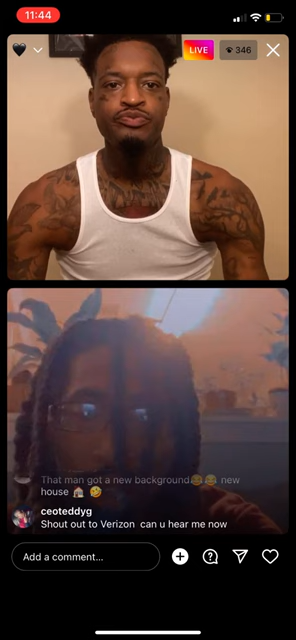 11:44
LIVE
346
That man got a new background😂😂 new
house 🏠 🤣
ceoteddyg
Shout out to Verizon can u hear me now
Add a comment...